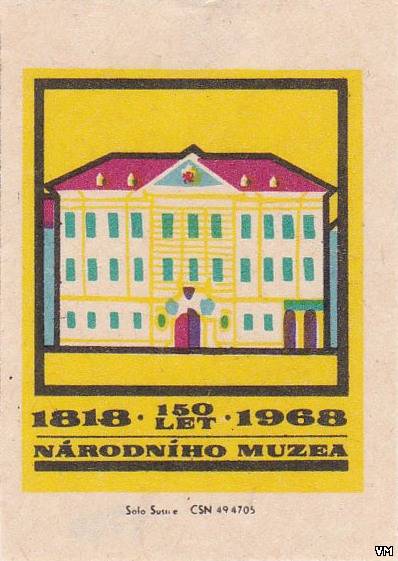 1818 · 150 LET · 1968
NÁRODNÍHO MUZEA
Solo Sušice ČSN 49 4705
VM